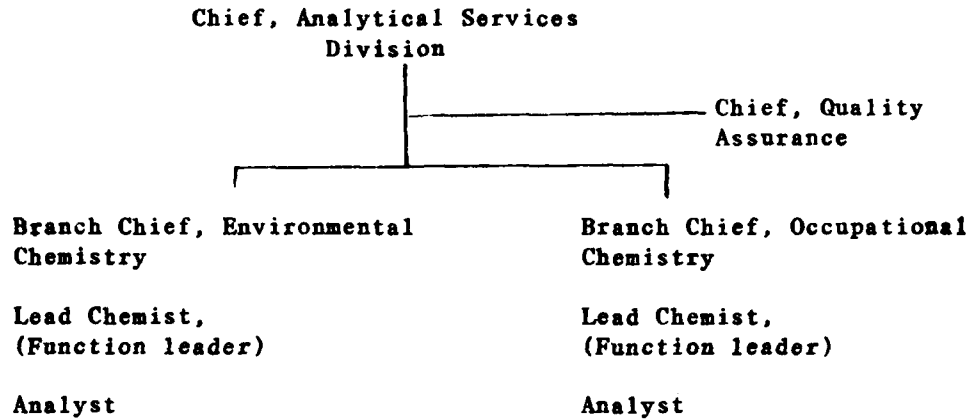 Chief, Analytical Services
Division
Chief, Quality
Assurance
Branch Chief, Environmental
Chemistry
Lead Chemist,
(Function leader)
Analyst
Branch Chief, Occupational
Chemistry
Lead Chemist,
(Function leader)
Analyst